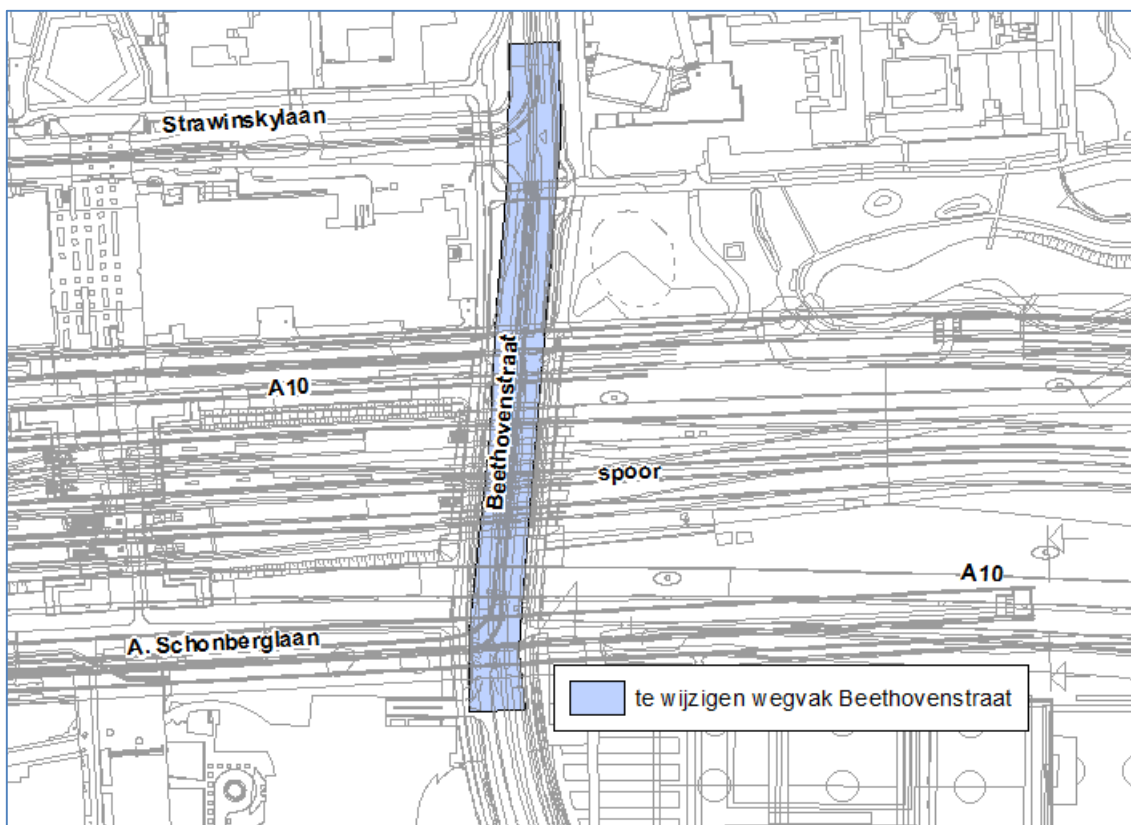 Strawinskylaan
Beethovenstraat
A10
spoor
A10
A. Schonberglaan
te wijzigen wegvak Beethovenstraat